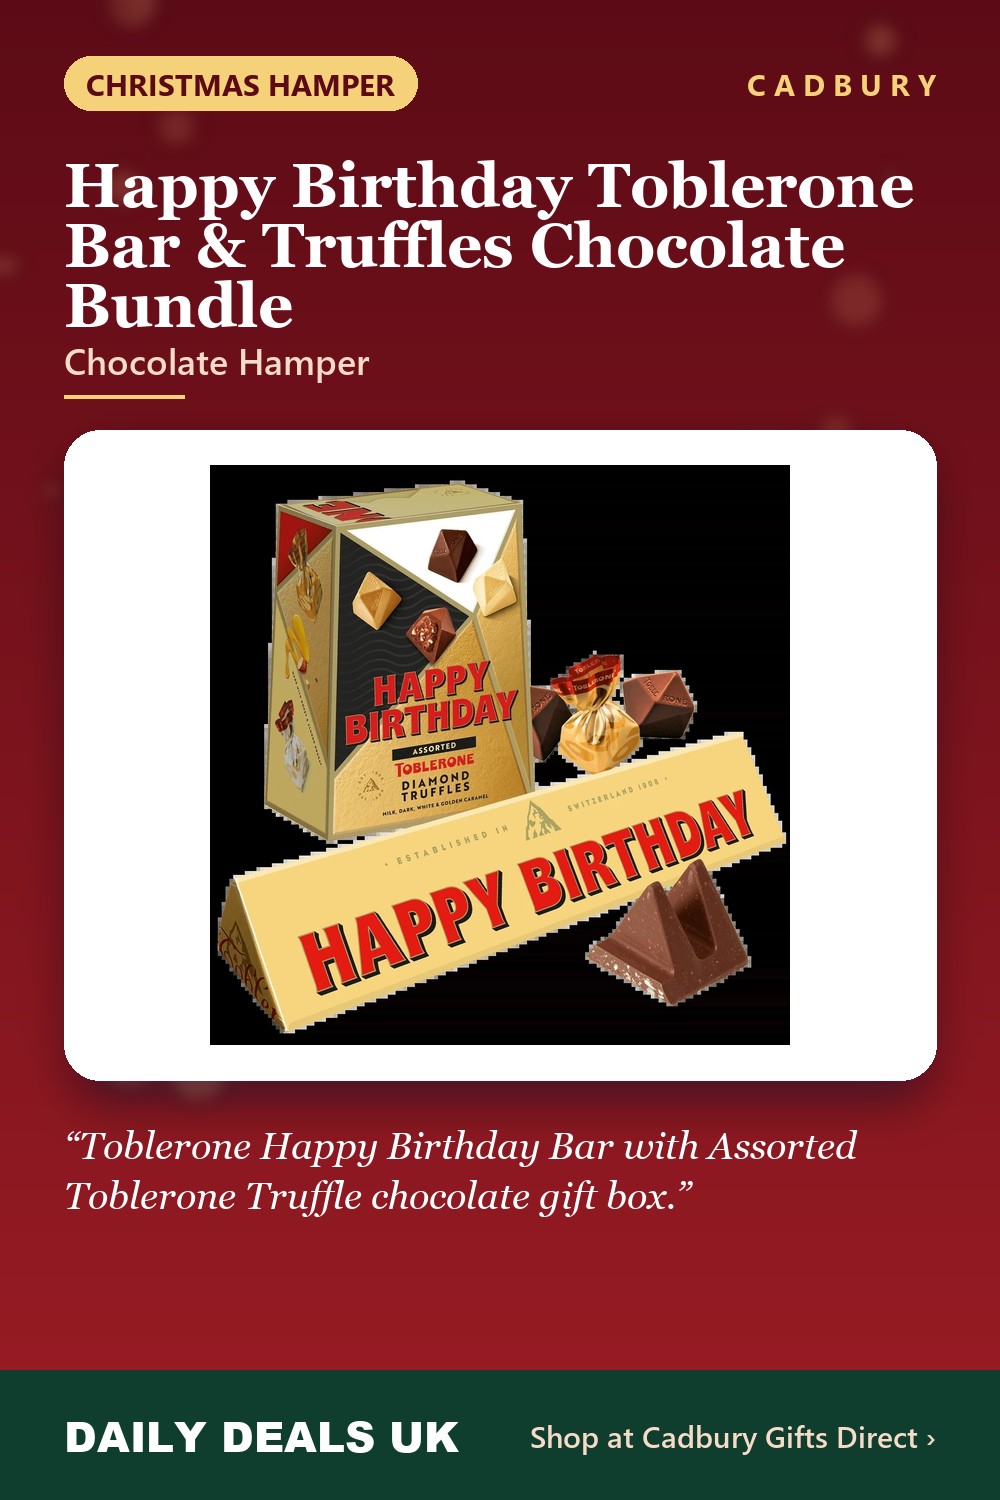 CHRISTMAS HAMPER
CADBURY
Happy Birthday Toblerone
Bar & Truffles Chocolate
Bundle
Chocolate Hamper
HAPPY
BIRTHDAY
ASSORTED
TOBLERONE
DIAMOND
TRUFFLES
MILK, DARK, WHITE & GOLDEN CARAMEL
TOBLERONE
• ESTABLISHED IN
SWITZERLAND 1908 •
HAPPY BIRTHDAY
“Toblerone Happy Birthday Bar with Assorted
Toblerone Truffle chocolate gift box.”
DAILY DEALS UK
Shop at Cadbury Gifts Direct ›